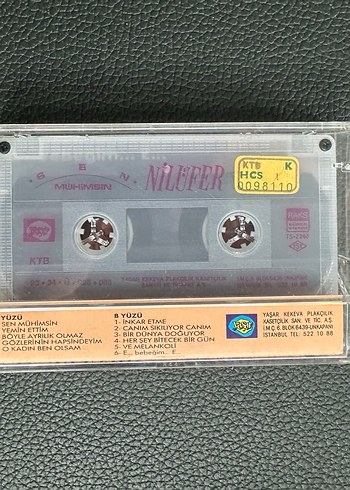 SEN
MÜHİMSİN
NİLÜFER
KTB K
HCS
0098110
KTB
YÜZÜ
SEN MÜHİMSİN
YEMİN ETTİM
BÖYLE AYRILIK OLMAZ
GÖZLERİNİN HAPSİNDEYİM
O KADIN BEN OLSAM
B YÜZÜ
1- İNKAR ETME
2- CANIM SIKILIYOR CANIM
3- BİR DÜNYA DOĞUYOR
4- HER ŞEY BİTECEK BİR GÜN
5- VE MELANKOLİ
6- E... bebeğim... E...
YAŞAR KEKEVA PLAKÇILIK
KASETÇİLİK SAN. VE TİC. A.Ş.
İ.M.Ç 6. BLOK 6439-UNKAPANI
İSTANBUL TEL: 522 10 88